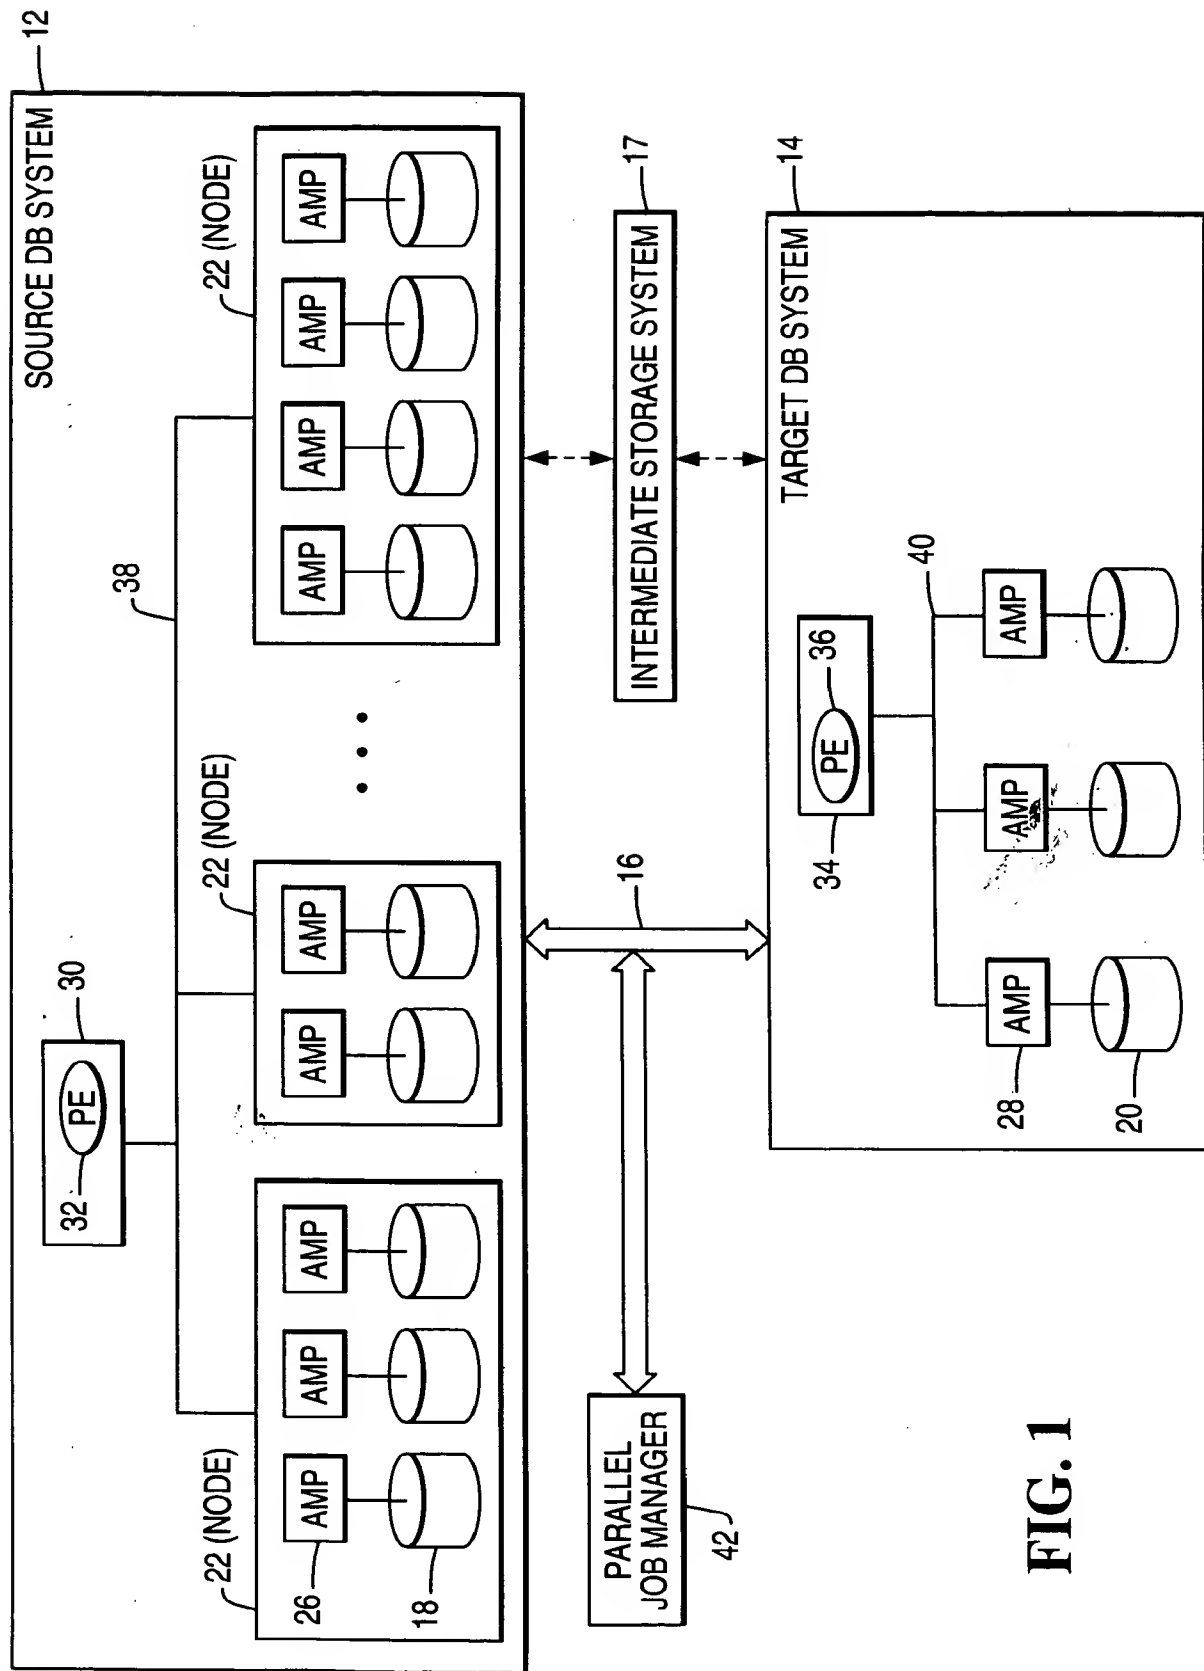 SOURCE DB SYSTEM
12
30
32
PE
38
22 (NODE)
22 (NODE)
22 (NODE)
AMP
AMP
AMP
AMP
AMP
AMP
AMP
AMP
AMP
26
18
PARALLEL
JOB MANAGER
42
16
INTERMEDIATE STORAGE SYSTEM
17
TARGET DB SYSTEM
14
34
PE
36
40
28
AMP
AMP
AMP
20
FIG. 1